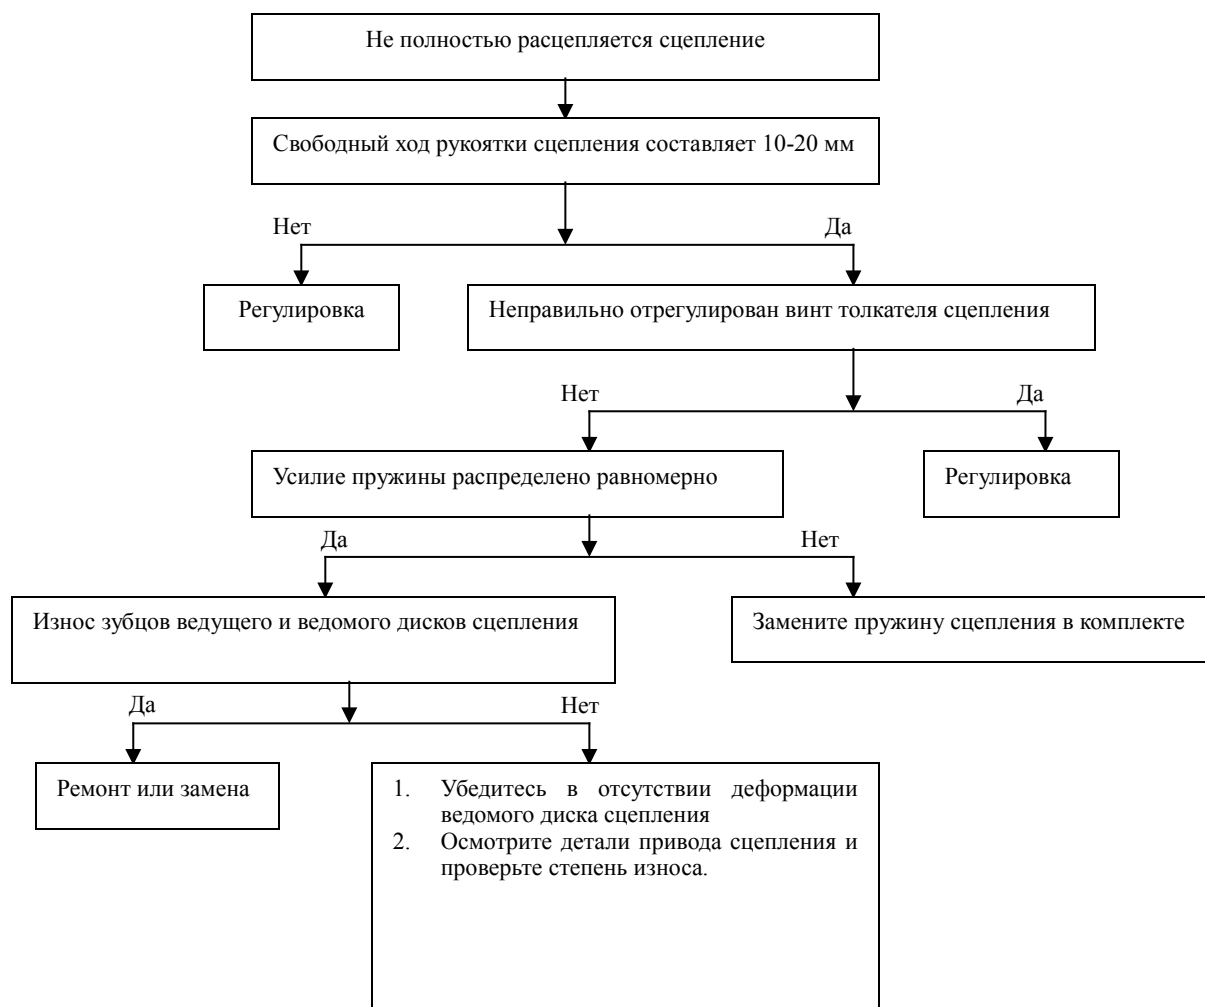 Не полностью расцепляется сцепление
Свободный ход рукоятки сцепления составляет 10-20 мм
Нет
Да
Регулировка
Неправильно отрегулирован винт толкателя сцепления
Нет
Да
Усилие пружины распределено равномерно
Регулировка
Да
Нет
Износ зубцов ведущего и ведомого дисков сцепления
Замените пружину сцепления в комплекте
Да
Нет
Ремонт или замена
1. Убедитесь в отсутствии деформации
ведомого диска сцепления
2. Осмотрите детали привода сцепления и
проверьте степень износа.